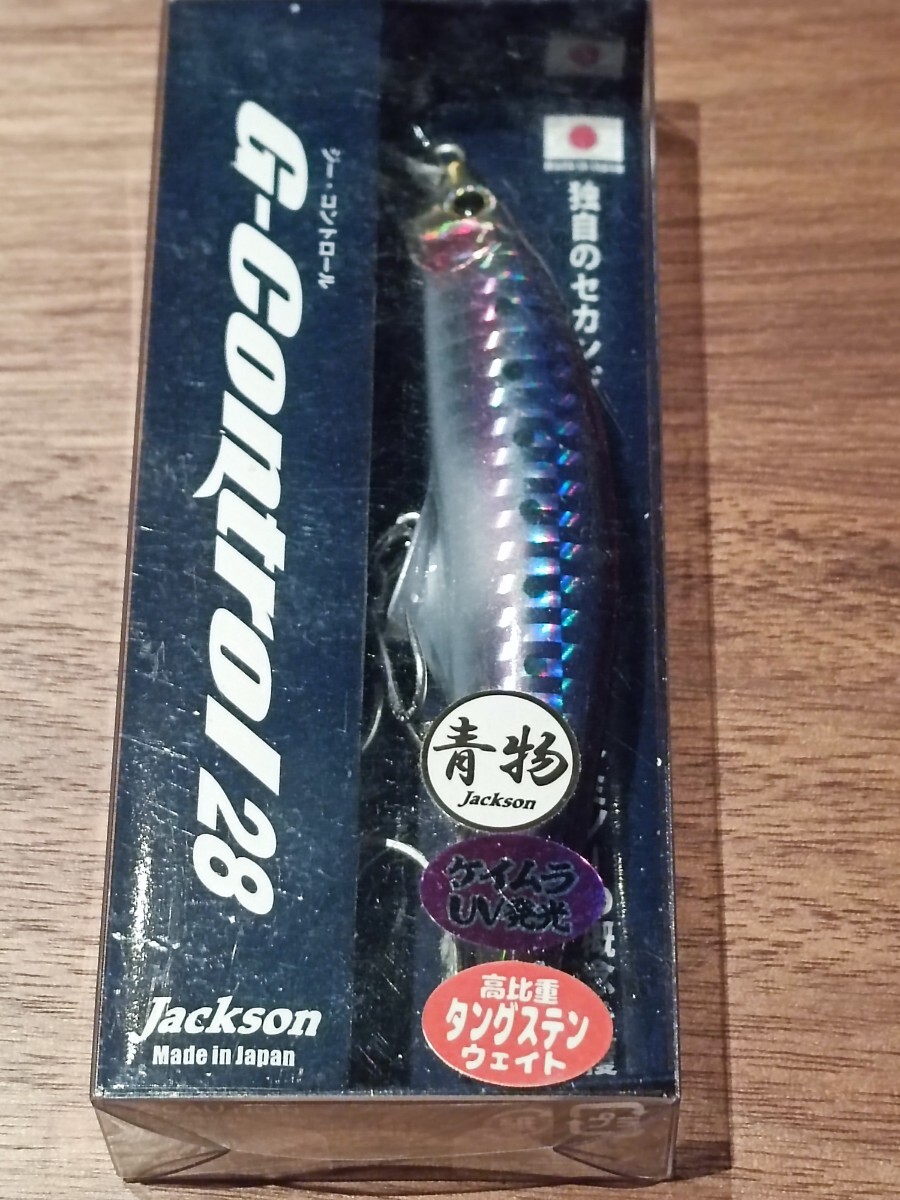 G-Control 28
ジー・コントロール
独自のセカンド
青物
Jackson
ケイムラ
UV発光
高比重
タングステン
ウェイト
Jackson
Made in Japan